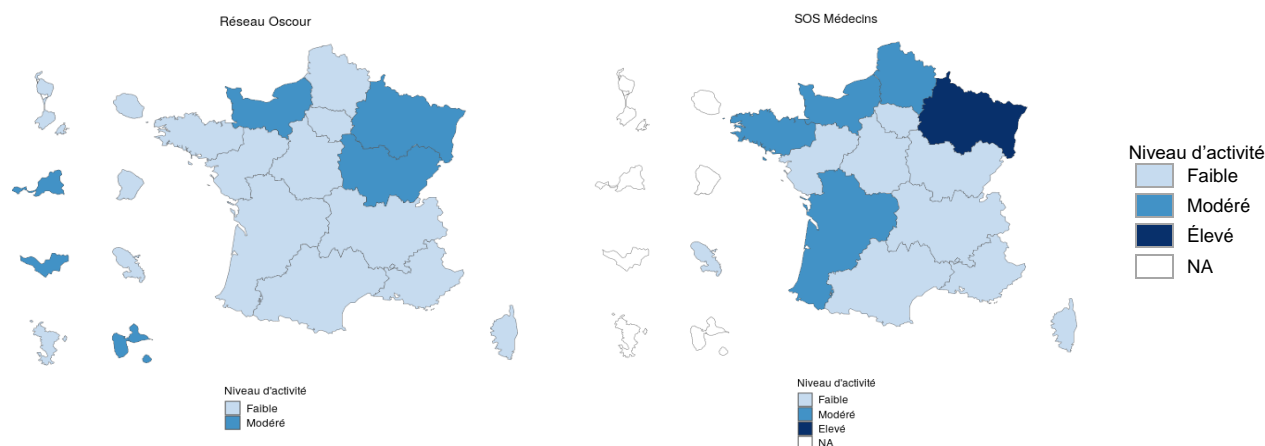 Réseau Oscour
SOS Médecins
Niveau d'activité
Faible
Modéré
Niveau d'activité
Faible
Modéré
Elevé
NA
Niveau d’activité
Faible
Modéré
Élevé
NA